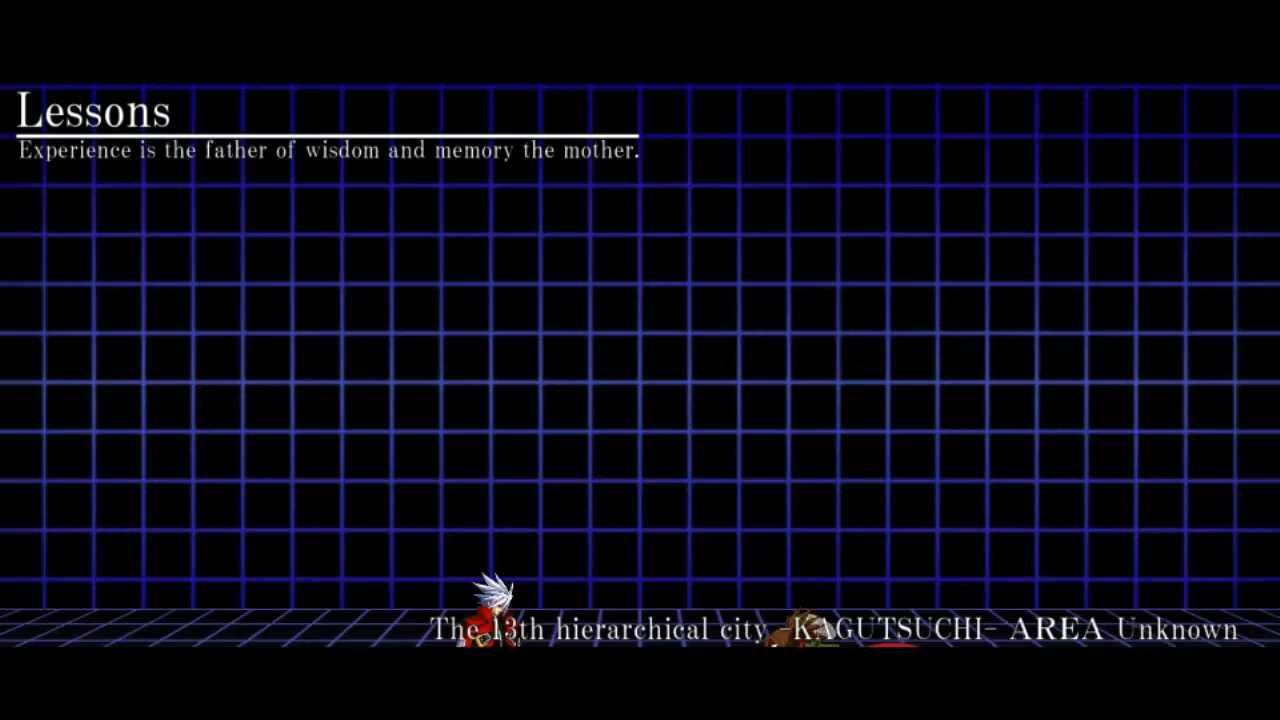 Lessons
Experience is the father of wisdom and memory the mother.
The 13th hierarchical city -KAGUTSUCHI- AREA Unknown